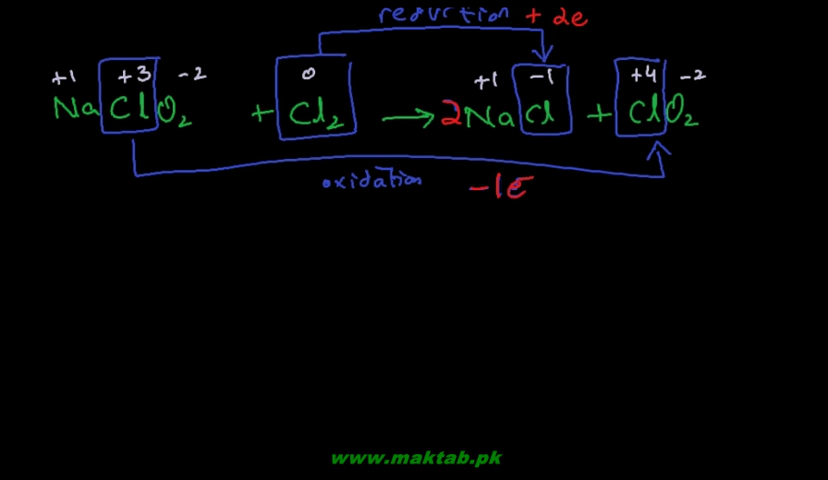 reduction + 2e
+1 +3 -2 0 +1 -1 +4 -2
NaClO₂ + Cl₂ → 2NaCl + ClO₂
oxidation -1e
www.maktab.pk